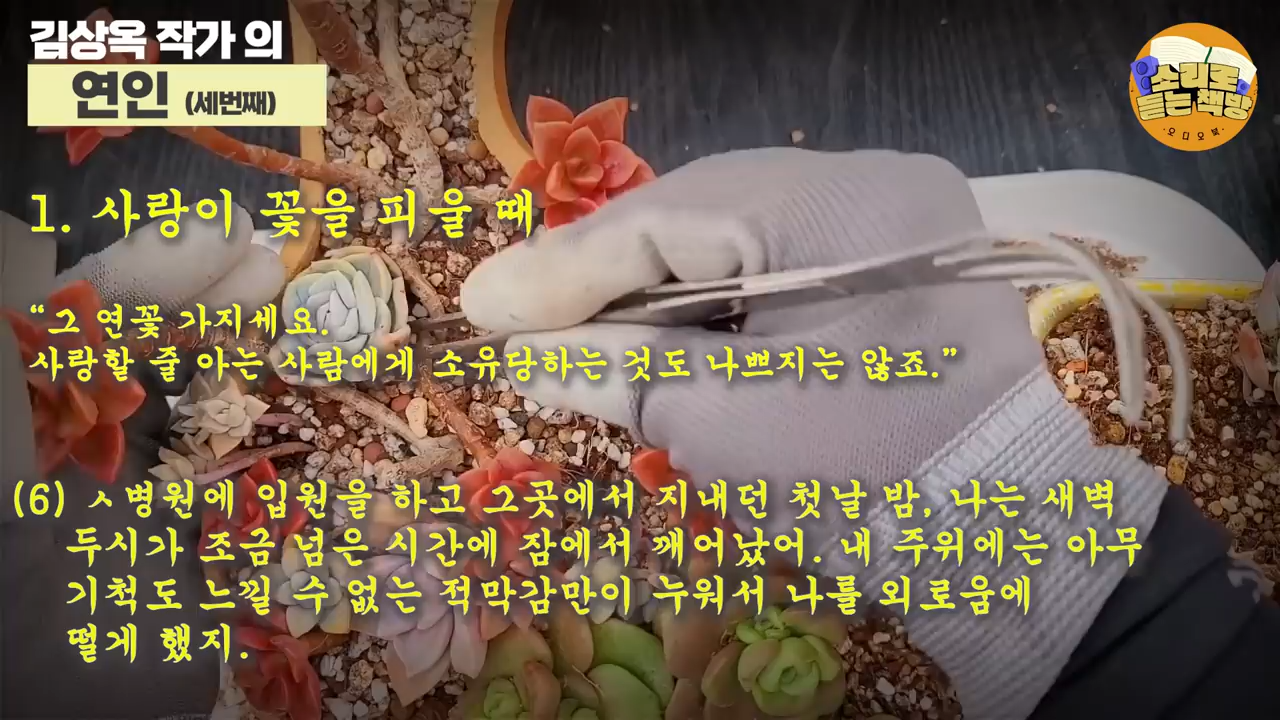 김상옥 작가 의
연인 (세번째)
소리로
듣는 책방
·오디오북·
1. 사랑이 꽃을 피울 때
“그 연꽃 가지세요.
사랑할 줄 아는 사람에게 소유당하는 것도 나쁘지는 않죠.”
(6) ㅅ병원에 입원을 하고 그곳에서 지내던 첫날 밤, 나는 새벽
두시가 조금 넘은 시간에 잠에서 깨어났어. 내 주위에는 아무
기척도 느낄 수 없는 적막감만이 누워서 나를 외로움에
떨게 했지.